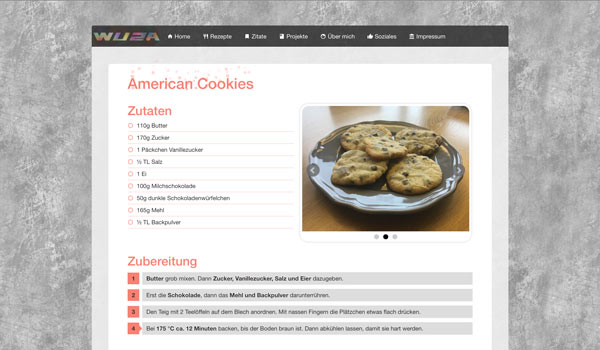 WUZA Home Rezepte Zitate Projekte Über mich Soziales Impressum
American Cookies
Zutaten
110g Butter
170g Zucker
1 Päckchen Vanillezucker
½ TL Salz
1 Ei
100g Milchschokolade
50g dunkle Schokoladenwürfelchen
165g Mehl
½ TL Backpulver
Zubereitung
1 Butter grob mixen. Dann Zucker, Vanillezucker, Salz und Eier dazugeben.
2 Erst die Schokolade, dann das Mehl und Backpulver darunterrühren.
3 Den Teig mit 2 Teelöffeln auf dem Blech anordnen. Mit nassen Fingern die Plätzchen etwas flach drücken.
4 Bei 175 °C ca. 12 Minuten backen, bis der Boden braun ist. Dann abkühlen lassen, damit sie hart werden.